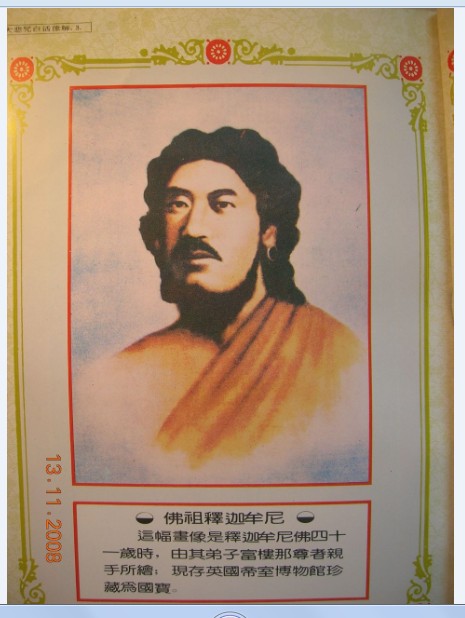 佛祖釋迦牟尼
這幅畫像是釋迦牟尼佛四十
一歲時，由其弟子富樓那尊者親
手所繪；現存英國帝室博物館珍
藏為國寶。
13.11.2008